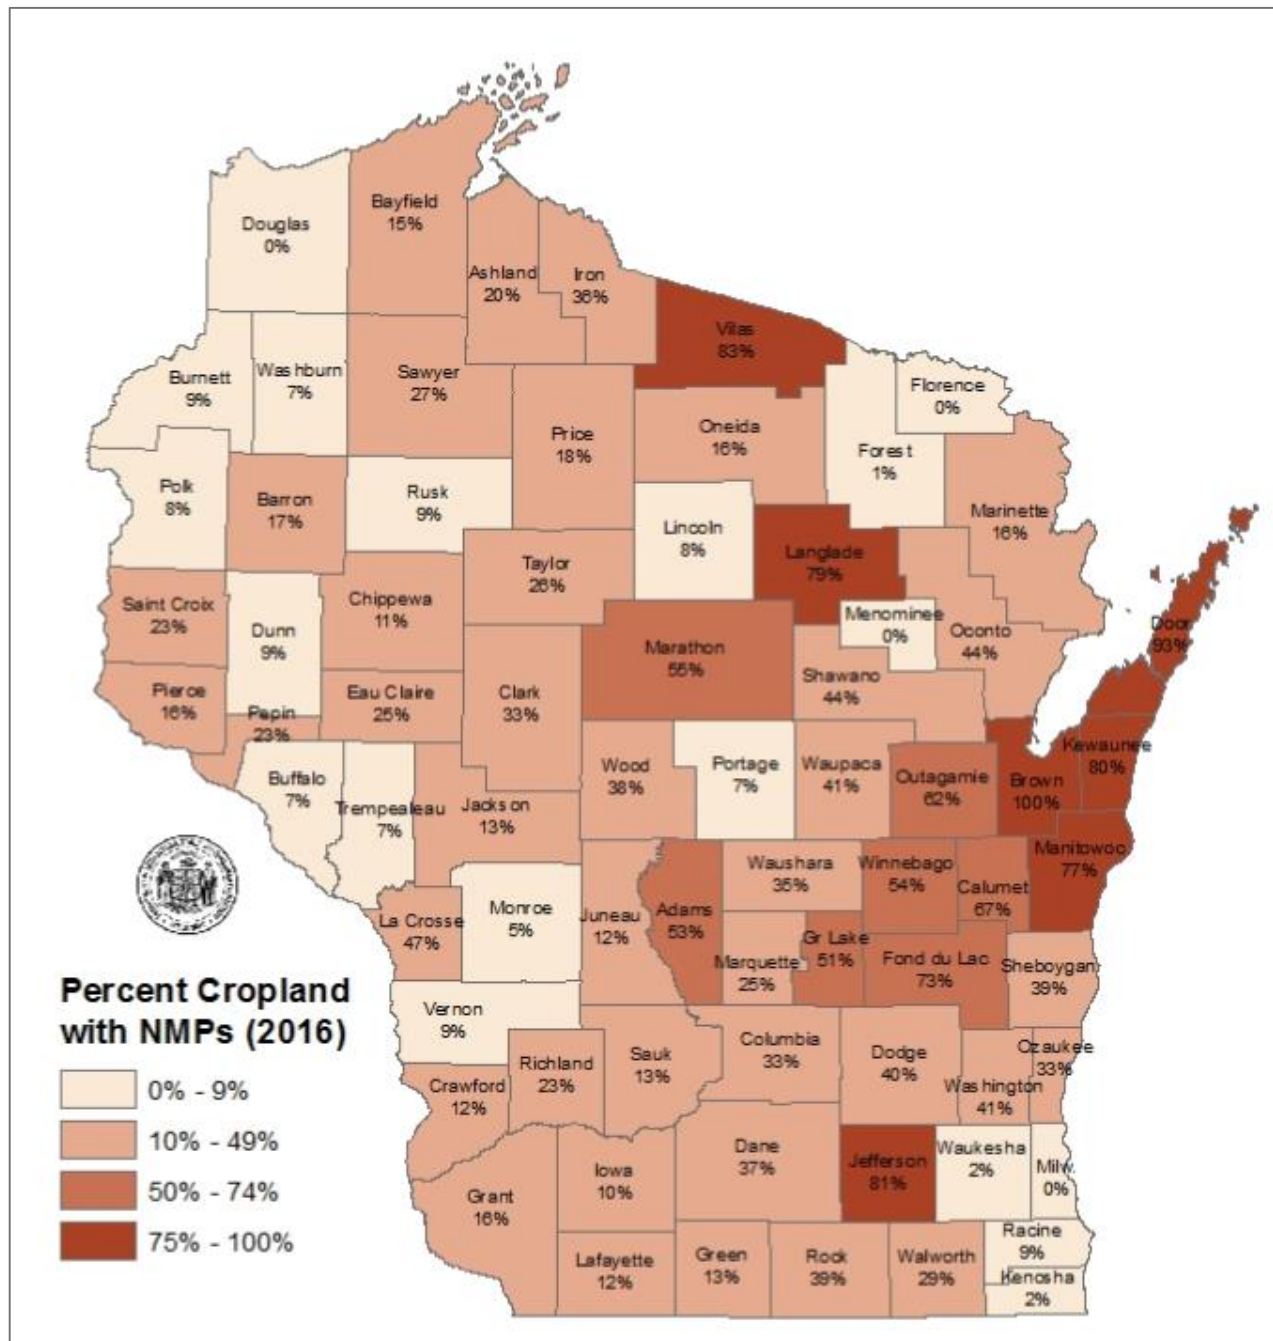 Douglas
0%
Bayfield
15%
Ashland
20%
Iron
36%
Vilas
83%
Burnett
9%
Washburn
7%
Sawyer
27%
Price
18%
Oneida
16%
Forest
1%
Florence
0%
Marinette
16%
Polk
8%
Barron
17%
Rusk
9%
Lincoln
8%
Langlade
79%
Taylor
26%
Saint Croix
23%
Dunn
9%
Chippewa
11%
Menominee
0%
Oconto
44%
Door
93%
Marathon
55%
Shawano
44%
Pierce
16%
Pepin
23%
Eau Claire
25%
Clark
33%
Buffalo
7%
Trempealeau
7%
Jackson
13%
Wood
38%
Portage
7%
Waupaca
41%
Outagamie
62%
Brown
100%
Kewaunee
80%
Manitowoc
77%
La Crosse
47%
Monroe
5%
Juneau
12%
Adams
53%
Waushara
35%
Winnebago
54%
Calumet
67%
Marquette
25%
Gr Lake
51%
Fond du Lac
73%
Sheboygan
39%
Vernon
9%
Richland
23%
Sauk
13%
Columbia
33%
Dodge
40%
Washington
41%
Ozaukee
33%
Crawford
12%
Grant
16%
Iowa
10%
Dane
37%
Jefferson
81%
Waukesha
2%
Milw.
0%
Lafayette
12%
Green
13%
Rock
39%
Walworth
29%
Racine
9%
Kenosha
2%
Percent Cropland
with NMPs (2016)
0% - 9%
10% - 49%
50% - 74%
75% - 100%